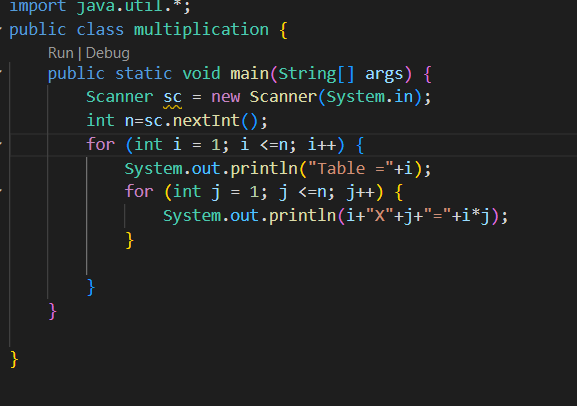 import java.util.*;
public class multiplication {
Run | Debug
public static void main(String[] args) {
Scanner sc = new Scanner(System.in);
int n=sc.nextInt();
for (int i = 1; i <=n; i++) {
System.out.println("Table ="+i);
for (int j = 1; j <=n; j++) {
System.out.println(i+"X"+j+"="+i*j);
}
}
}
}